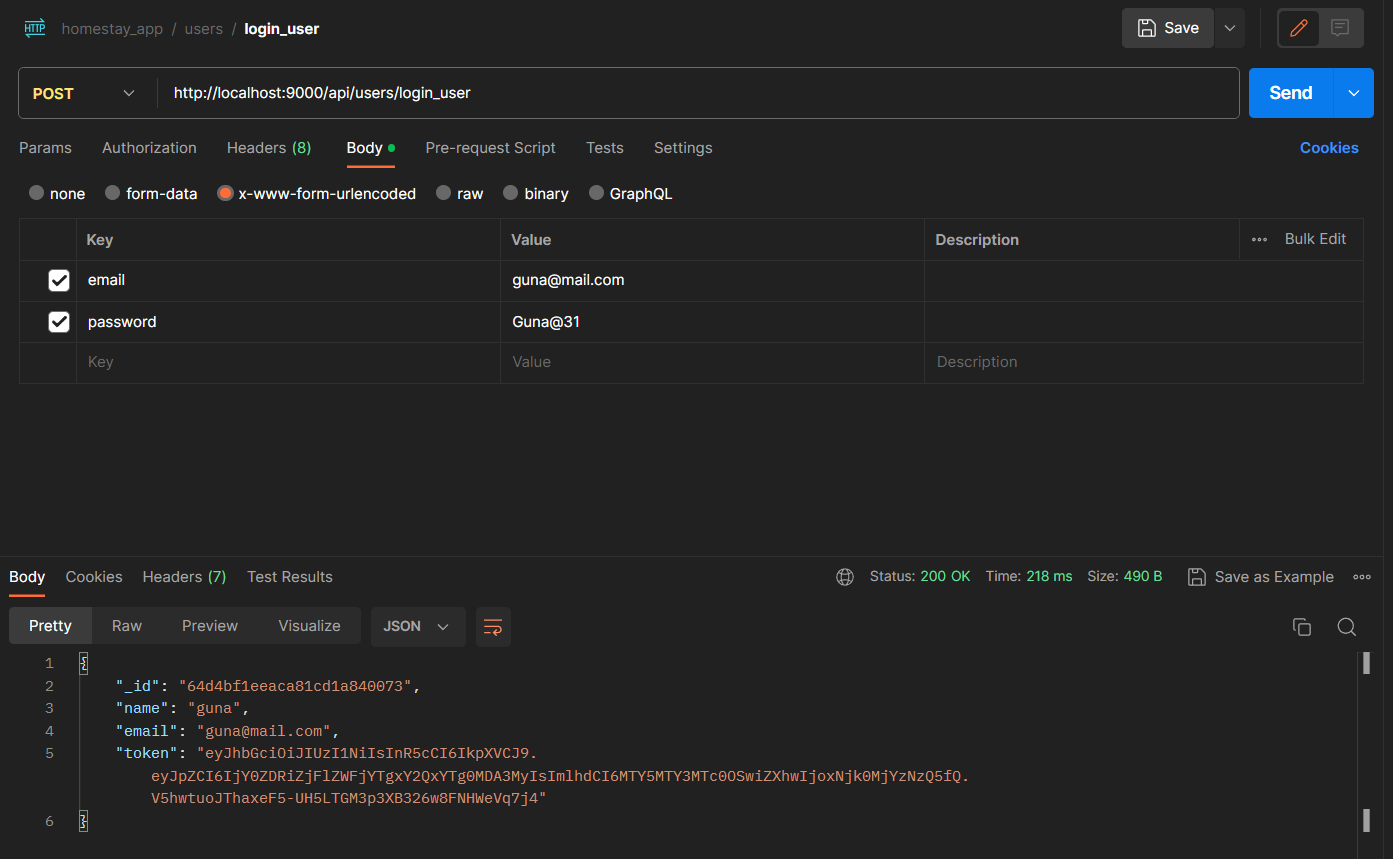 HTTP homestay_app / users / login_user Save
POST http://localhost:9000/api/users/login_user Send
Params Authorization Headers (8) Body Pre-request Script Tests Settings Cookies
none form-data x-www-form-urlencoded raw binary GraphQL
Key Value Description Bulk Edit
email guna@mail.com
password Guna@31
Key Value Description
Body Cookies Headers (7) Test Results Status: 200 OK Time: 218 ms Size: 490 B Save as Example
Pretty Raw Preview Visualize JSON
1 {
2 "_id": "64d4bf1eeaca81cd1a840073",
3 "name": "guna",
4 "email": "guna@mail.com",
5 "token": "eyJhbGciOiJIUzI1NiIsInR5cCI6IkpXVCJ9.
eyJpZCI6IjY0ZDRiZjFlZWFjYTgxY2QxYTg0MDA3MyIsImlhdCI6MTY5MTY3MTc0OSwiZXhwIjoxNjk0MjYzNzQ5fQ.
V5hwtuoJThaxeF5-UH5LTGM3p3XB326w8FNHWeVq7j4"
6 }